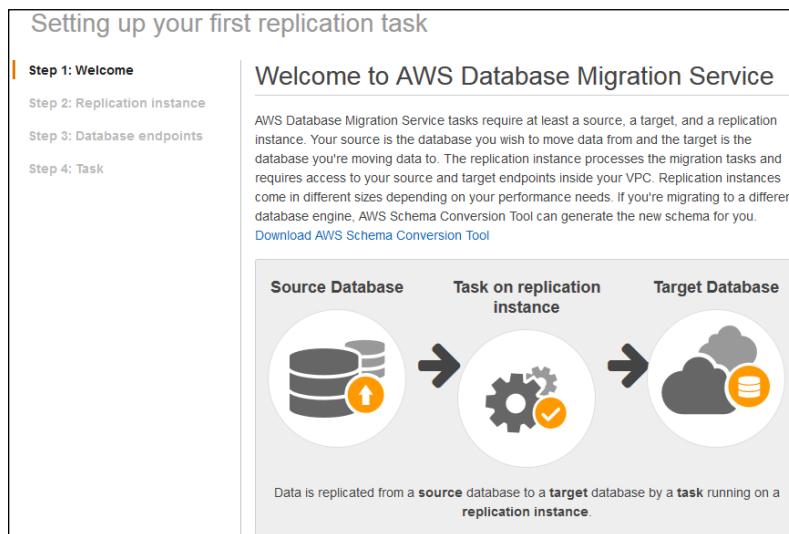 Setting up your first replication task
Step 1: Welcome
Step 2: Replication instance
Step 3: Database endpoints
Step 4: Task
Welcome to AWS Database Migration Service
AWS Database Migration Service tasks require at least a source, a target, and a replication
instance. Your source is the database you wish to move data from and the target is the
database you're moving data to. The replication instance processes the migration tasks and
requires access to your source and target endpoints inside your VPC. Replication instances
come in different sizes depending on your performance needs. If you're migrating to a differen
database engine, AWS Schema Conversion Tool can generate the new schema for you.
Download AWS Schema Conversion Tool
Source Database
Task on replication
instance
Target Database
Data is replicated from a source database to a target database by a task running on a
replication instance.